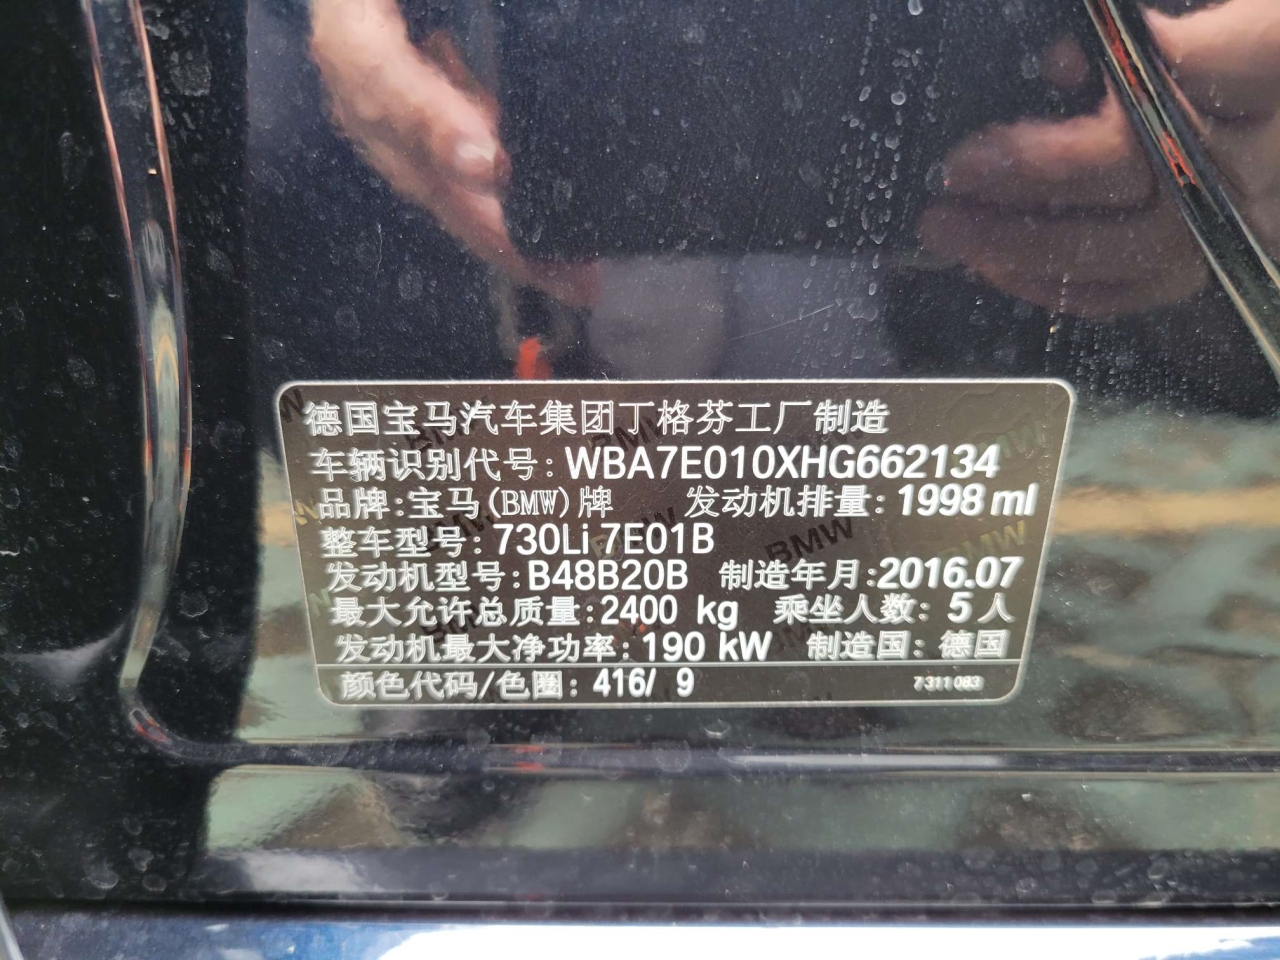 德国宝马汽车集团丁格芬工厂制造
车辆识别代号: WBA7E010XHG662134
品牌: 宝马(BMW)牌 发动机排量: 1998 ml
整车型号: 730Li 7E01B
发动机型号: B48B20B 制造年月: 2016.07
最大允许总质量: 2400 kg 乘坐人数: 5 人
发动机最大净功率: 190 kW 制造国: 德国
颜色代码/色圈: 416/ 9 7311083